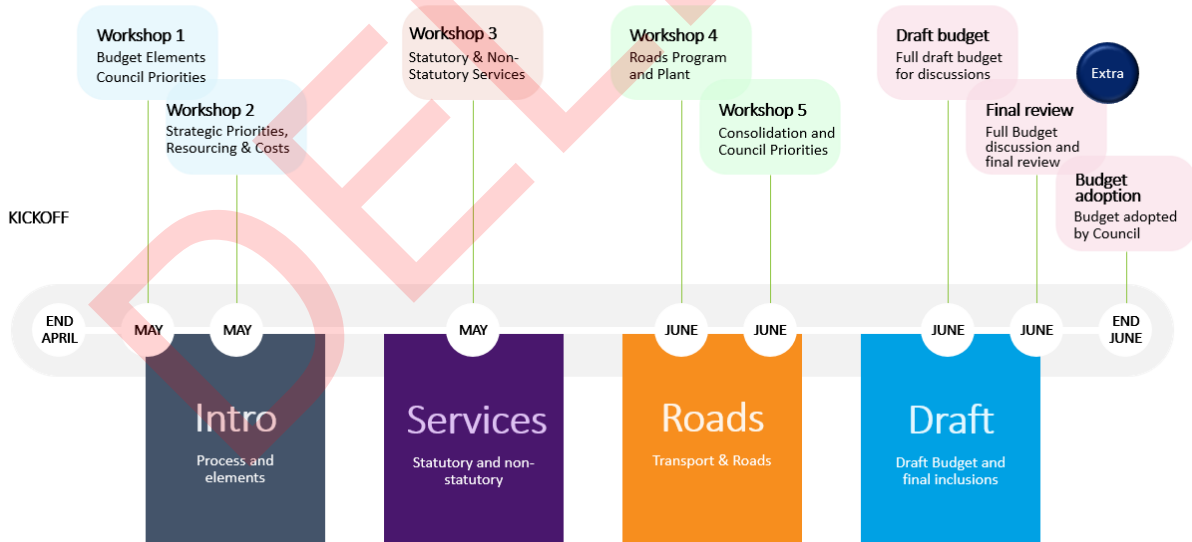 Workshop 1
Budget Elements
Council Priorities
Workshop 2
Strategic Priorities,
Resourcing & Costs
Workshop 3
Statutory & Non-
Statutory Services
Workshop 4
Roads Program
and Plant
Workshop 5
Consolidation and
Council Priorities
Draft budget
Full draft budget
for discussions
Extra
Final review
Full Budget
discussion and
final review
Budget
adoption
Budget adopted
by Council
KICKOFF
END
APRIL
MAY
MAY
MAY
JUNE
JUNE
JUNE
JUNE
END
JUNE
Intro
Process and
elements
Services
Statutory and non-
statutory
Roads
Transport & Roads
Draft
Draft Budget and
final inclusions